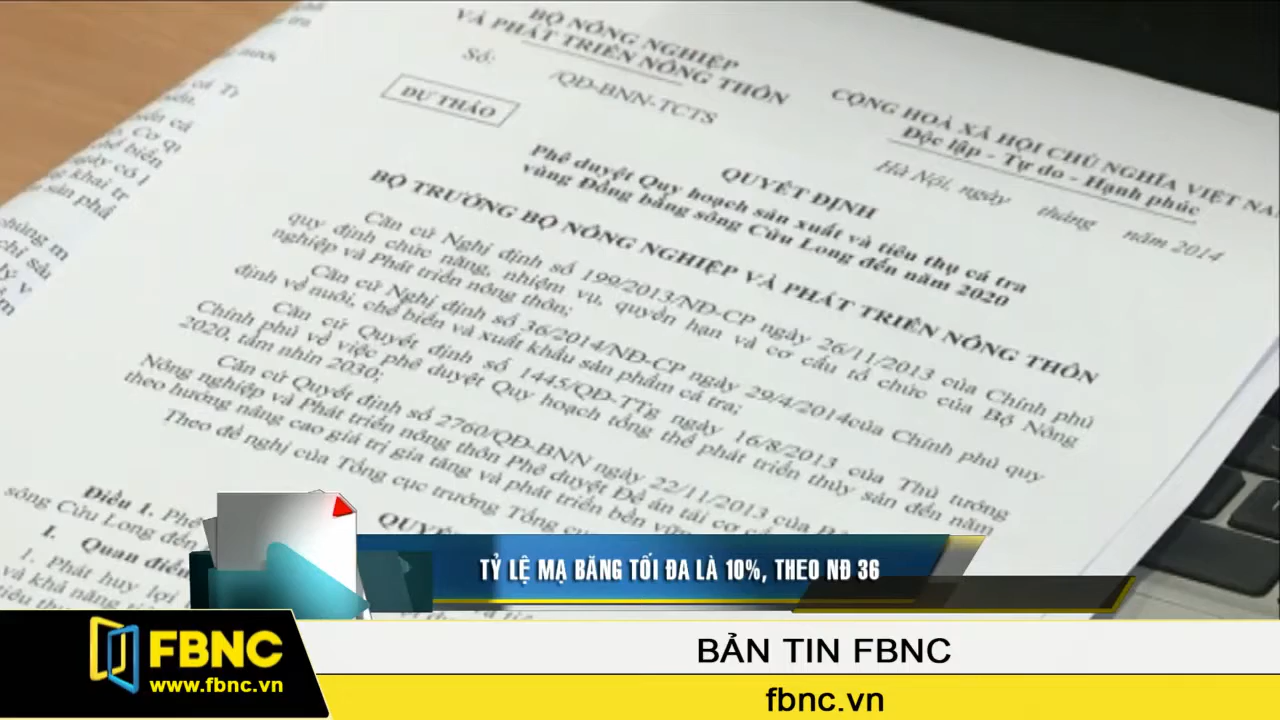 BỘ NÔNG NGHIỆP
VÀ PHÁT TRIỂN NÔNG THÔN
Số: /QĐ-BNN-TCTS
DỰ THẢO
CỘNG HOÀ XÃ HỘI CHỦ NGHĨA VIỆT NA
Độc lập - Tự do - Hạnh phúc
Hà Nội, ngày tháng năm 2014
QUYẾT ĐỊNH
Phê duyệt Quy hoạch sản xuất và tiêu thụ cá tra
vùng Đồng bằng sông Cửu Long đến năm 2020
BỘ TRƯỞNG BỘ NÔNG NGHIỆP VÀ PHÁT TRIỂN NÔNG THÔN
Căn cứ Nghị định số 199/2013/NĐ-CP ngày 26/11/2013 của Chính phủ
quy định chức năng, nhiệm vụ, quyền hạn và cơ cấu tổ chức của Bộ Nông
nghiệp và Phát triển nông thôn;
Căn cứ Nghị định số 36/2014/NĐ-CP ngày 29/4/2014của Chính phủ quy
định về nuôi, chế biến và xuất khẩu sản phẩm cá tra;
Căn cứ Quyết định số 1445/QĐ-TTg ngày 16/8/2013 của Thủ tướng
Chính phủ về việc phê duyệt Quy hoạch tổng thể phát triển thủy sản đến năm
2020, tầm nhìn 2030;
Căn cứ Quyết định số 2760/QĐ-BNN ngày 22/11/2013 của
Nông nghiệp và Phát triển nông thôn Phê duyệt Đề án tái cơ
theo hướng nâng cao giá trị gia tăng và phát triển bền vữn
Theo đề nghị của Tổng cục trưởng Tổng cục
QUYẾT
Điều 1. Phê
sông Cửu Long đến
I. Quan điểm
1. Phát huy lợi
và khả năng
TỶ LỆ MẠ BĂNG TỐI ĐA LÀ 10%, THEO NĐ 36
FBNC
www.fbnc.vn
BẢN TIN FBNC
fbnc.vn